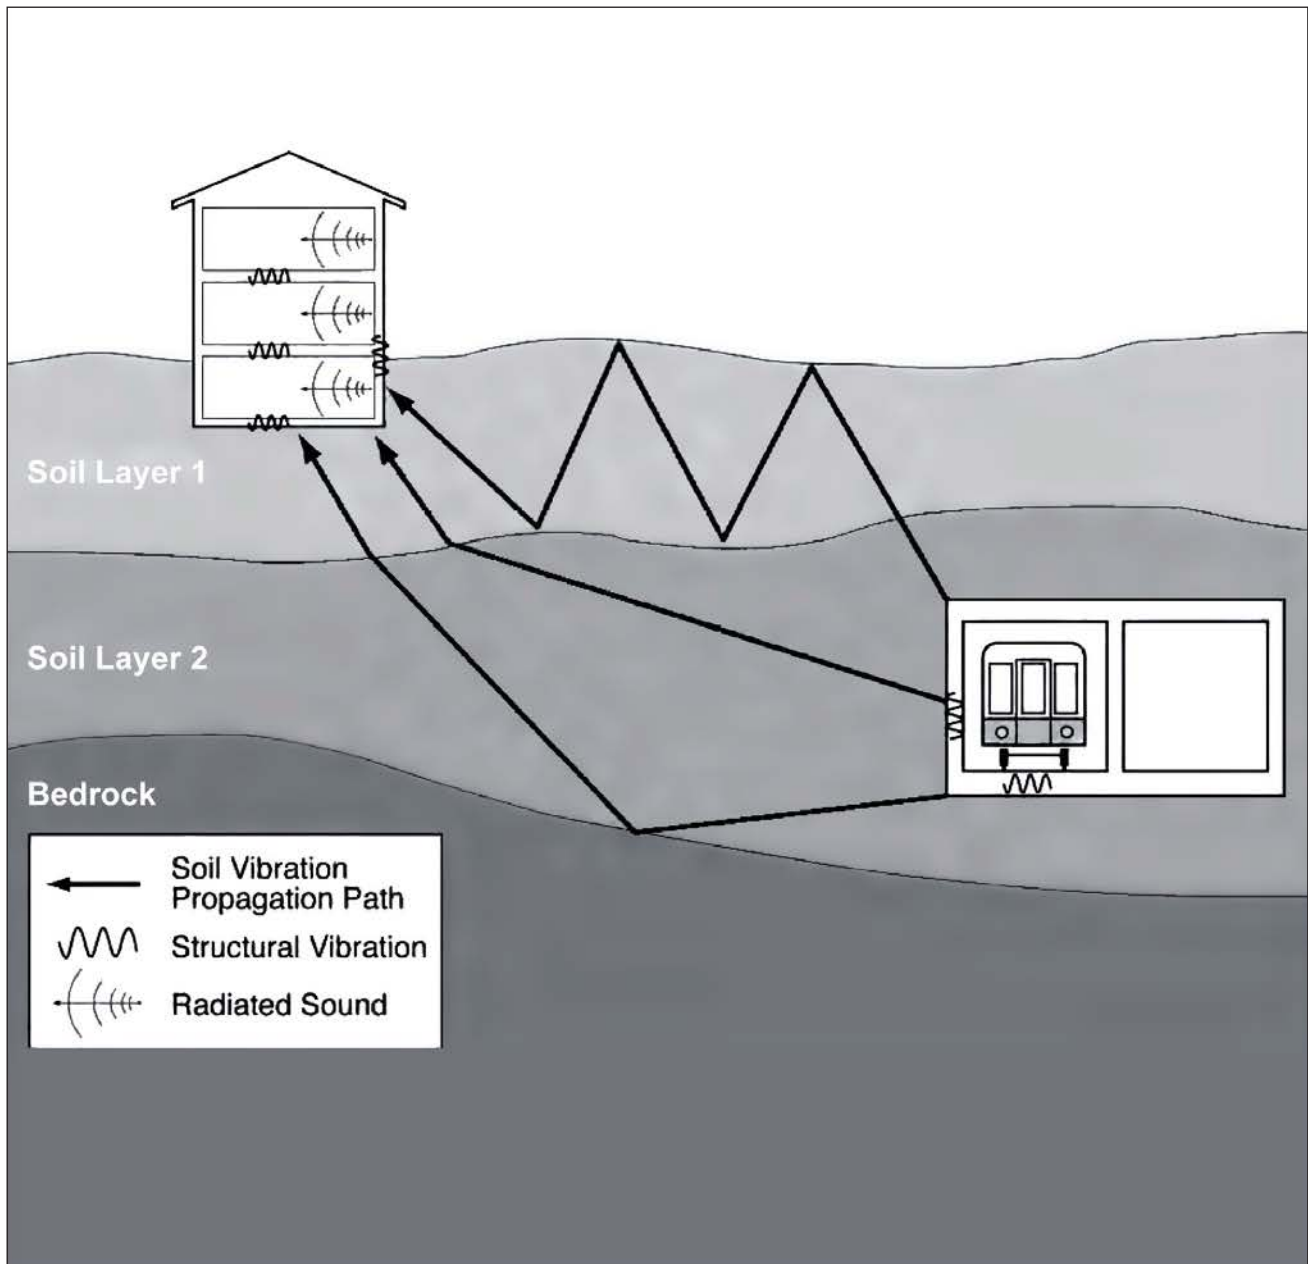 Soil Layer 1
Soil Layer 2
Bedrock
Soil Vibration
Propagation Path
Structural Vibration
Radiated Sound